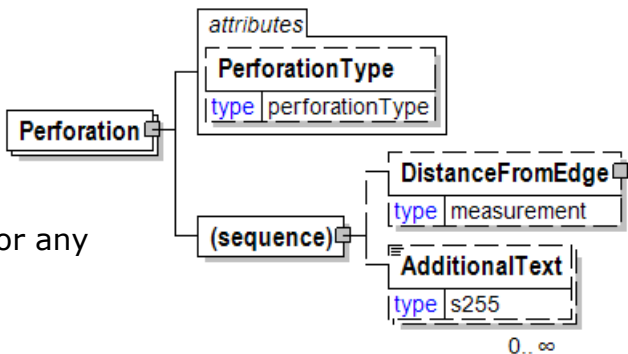 attributes
PerforationType
type perforationType
Perforation
DistanceFromEdge
type measurement
(sequence)
or any
AdditionalText
type s255
0.. ∞